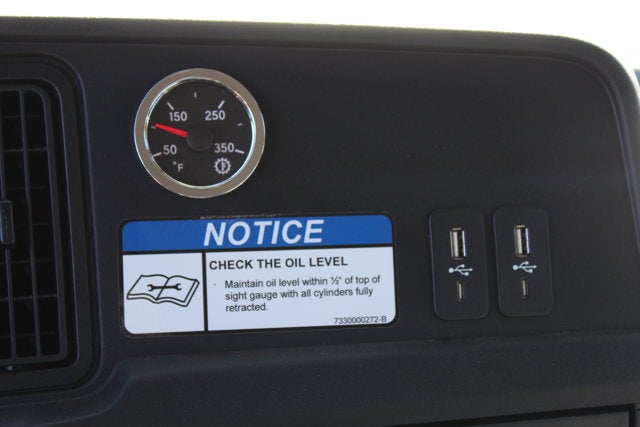 150 250
50 350
°F
NOTICE
CHECK THE OIL LEVEL
· Maintain oil level within ½" of top of
sight gauge with all cylinders fully
retracted.
7330000272-B